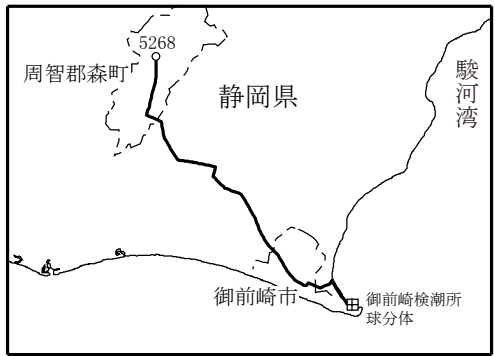 5268
周智郡森町
静岡県
駿河湾
御前崎市
御前崎検潮所
球分体